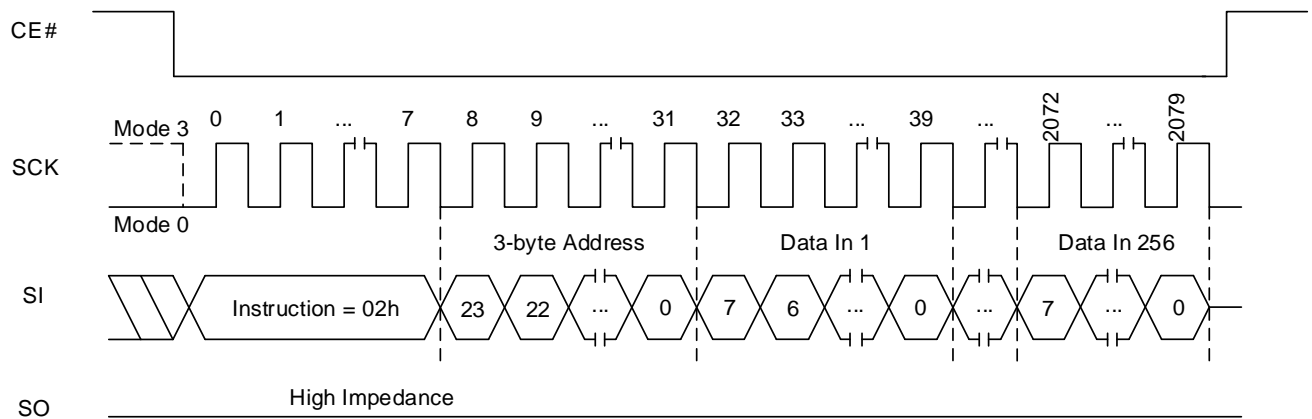 CE#
0 1 ... 7 8 9 ... 31 32 33 ... 39 ... 2072 ... 2079
Mode 3
SCK
Mode 0
3-byte Address Data In 1 Data In 256
SI
Instruction = 02h 23 22 ... 0 7 6 ... 0 ... 7 ... 0
High Impedance
SO